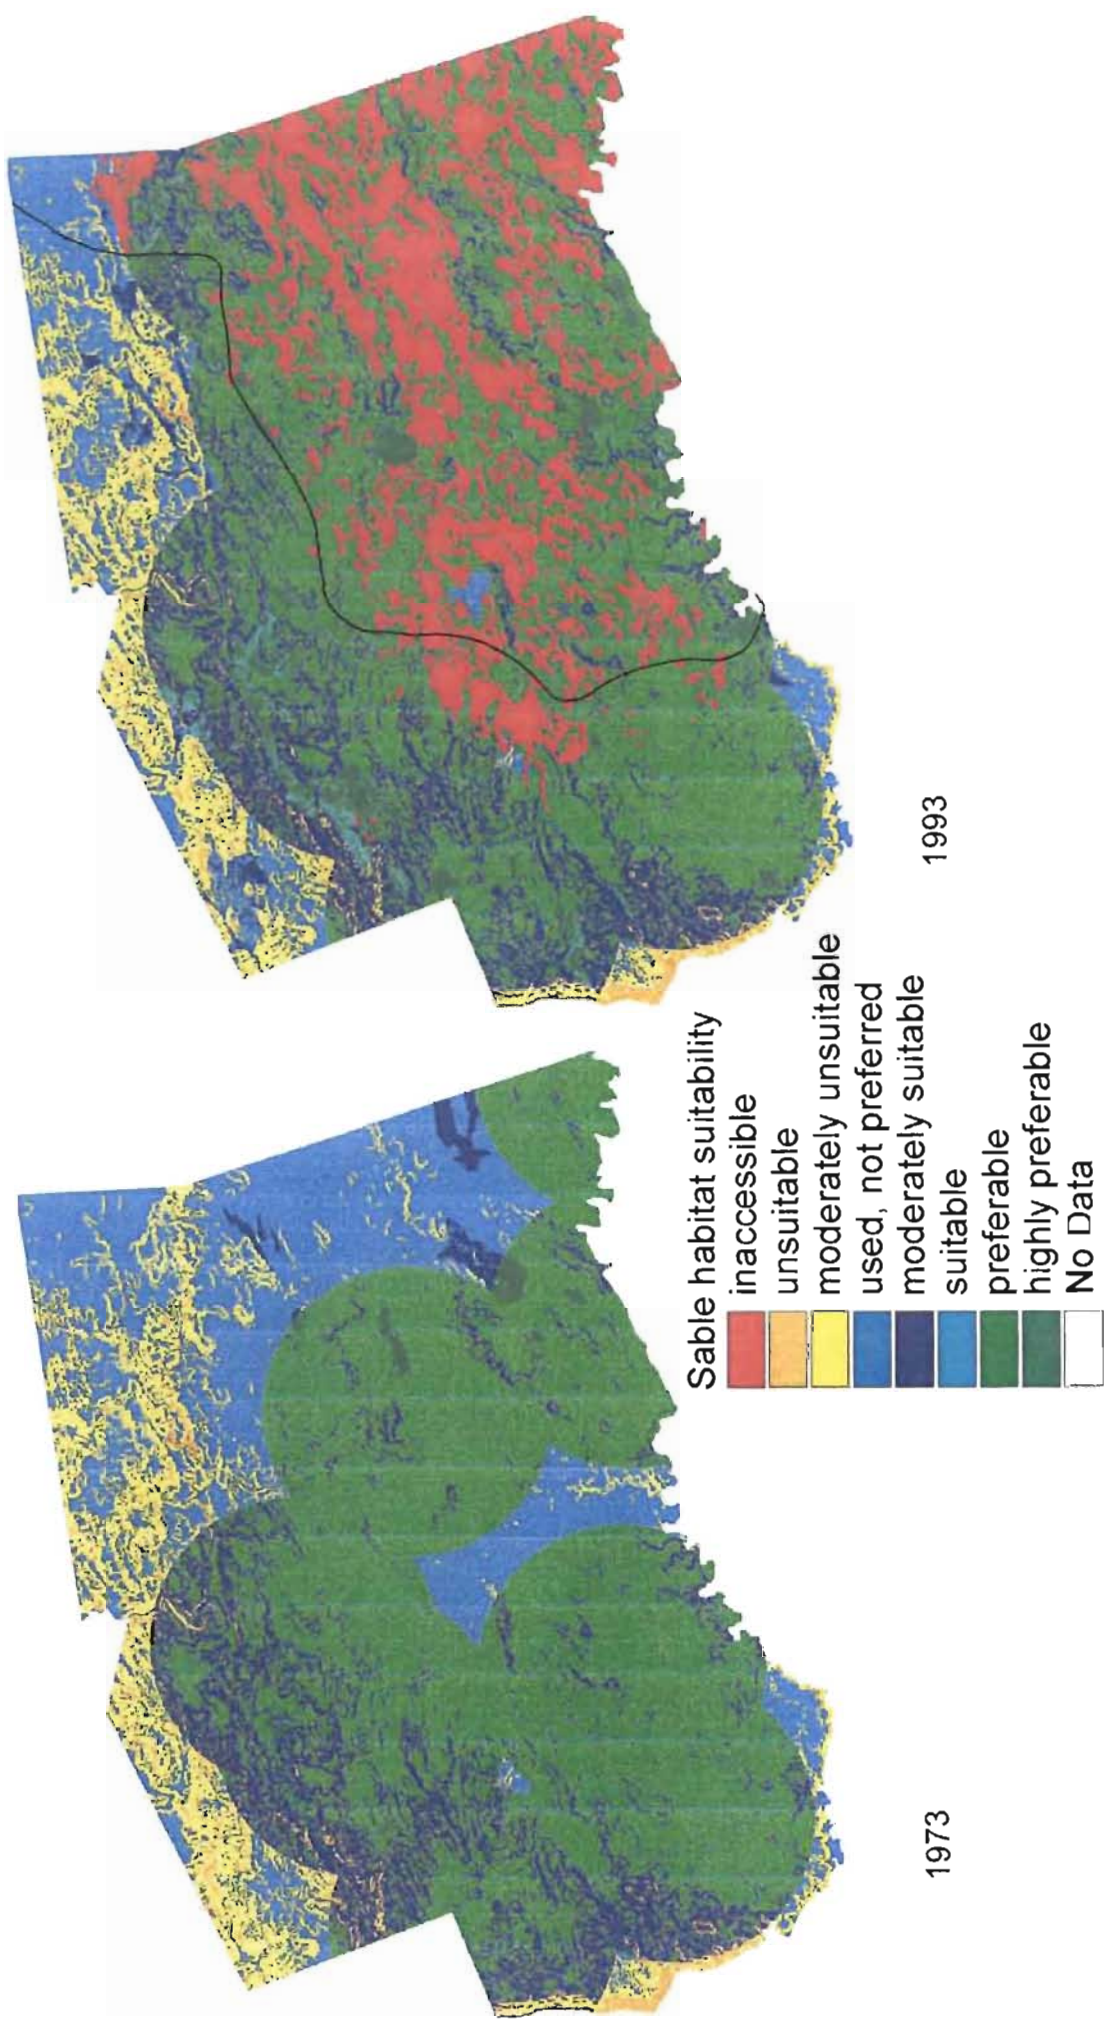 1973
1993
Sable habitat suitability
inaccessible
unsuitable
moderately unsuitable
used, not preferred
moderately suitable
suitable
preferable
highly preferable
No Data